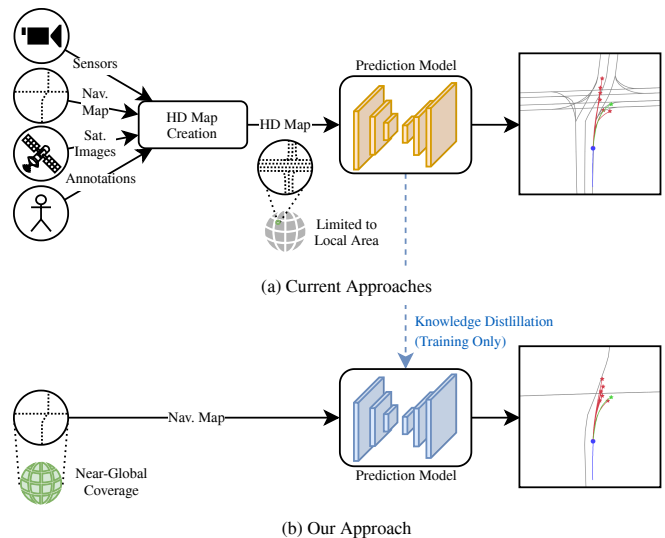 Sensors
Nav.
Map
Sat.
Images
Annotations
HD Map
Creation
HD Map
Limited to
Local Area
Prediction Model
(a) Current Approaches
Knowledge Distlillation
(Training Only)
Nav. Map
Near-Global
Coverage
Prediction Model
(b) Our Approach